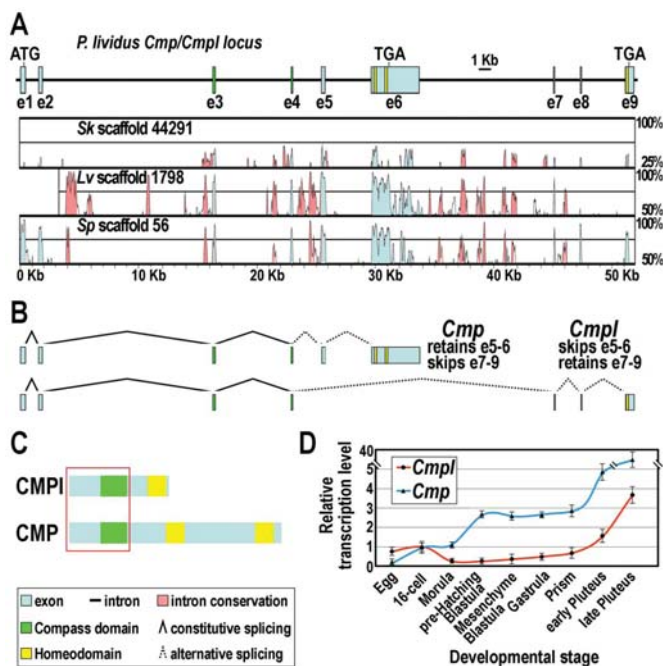 A
P. lividus Cmp/CmpI locus
ATG
TGA
1 Kb
TGA
e1 e2 e3 e4 e5 e6 e7 e8 e9
Sk scaffold 44291
100%
25%
Lv scaffold 1798
100%
50%
Sp scaffold 56
100%
50%
0 Kb 10 Kb 20 Kb 30 Kb 40 Kb 50 Kb
B
Cmp
retains e5-6
skips e7-9
CmpI
skips e5-6
retains e7-9
C
CMPI
CMP
exon
intron
intron conservation
Compass domain
constitutive splicing
Homeodomain
alternative splicing
D
Relative
transcription level
40
5
4
3
2
1
0
CmpI
Cmp
Egg
16-cell
Morula
pre-Hatching
Blastula
Mesenchyme
Blastula
Gastrula
Prism
early Pluteus
late Pluteus
Developmental stage